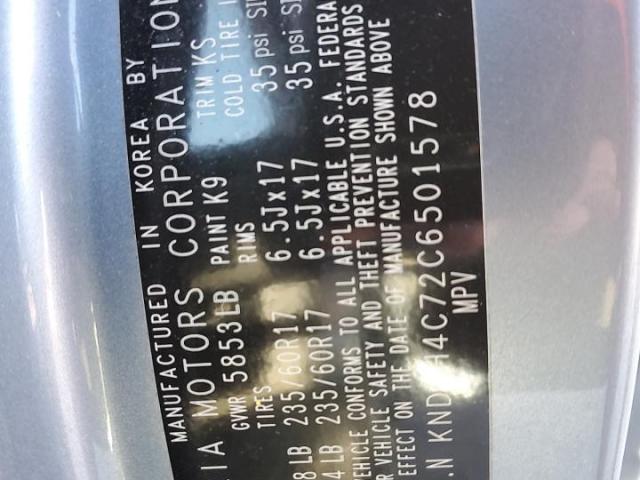 MANUFACTURED IN KOREA BY
MOTORS CORPORATION
GVWR 5853LB PAINT K9 TRIM KS
TIRES RIMS COLD TIRE
LB 235/60R17 6.5Jx17 35 psi
LB 235/60R17 6.5Jx17 35 psi
VEHICLE CONFORMS TO ALL APPLICABLE U.S.A. FEDERA
VEHICLE SAFETY AND THEFT PREVENTION STANDARDS
EFFECT ON THE DATE OF MANUFACTURE SHOWN ABOVE
4C72C6501578
MPV